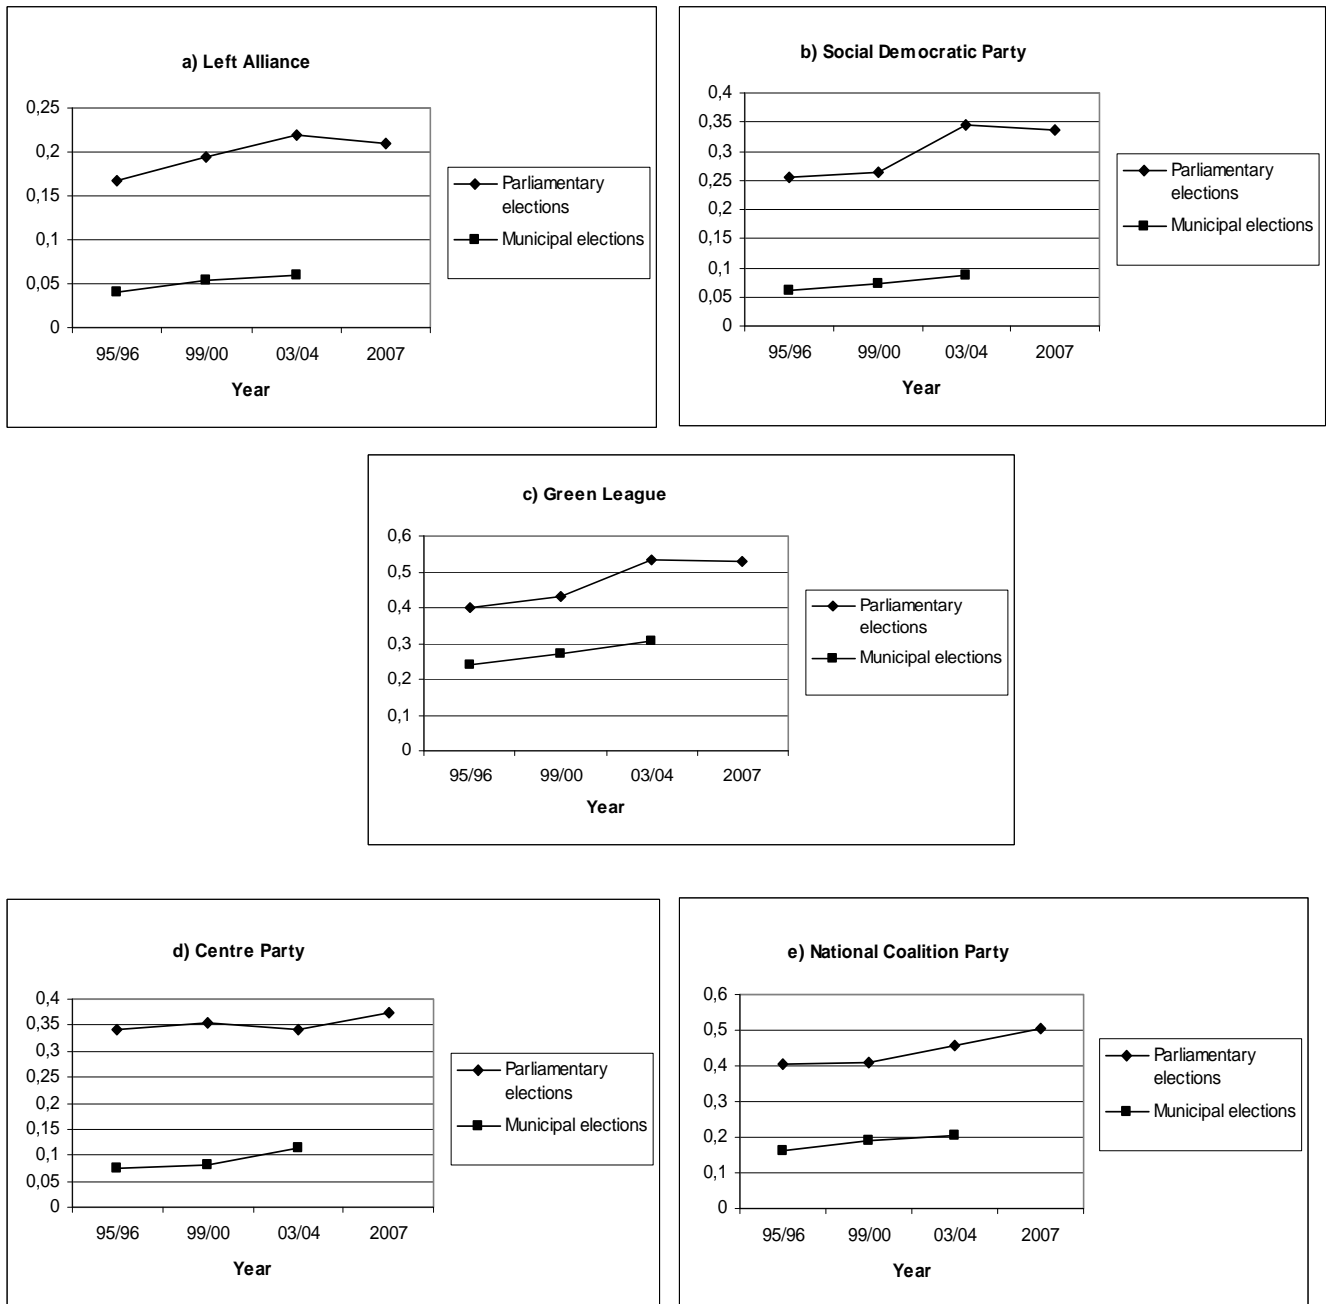 a) Left Alliance
0,25
0,2
0,15
0,1
0,05
0
95/96 99/00 03/04 2007
Year
Parliamentary
elections
Municipal elections
b) Social Democratic Party
0,4
0,35
0,3
0,25
0,2
0,15
0,1
0,05
0
95/96 99/00 03/04 2007
Year
Parliamentary
elections
Municipal elections
c) Green League
0,6
0,5
0,4
0,3
0,2
0,1
0
95/96 99/00 03/04 2007
Year
Parliamentary
elections
Municipal elections
d) Centre Party
0,4
0,35
0,3
0,25
0,2
0,15
0,1
0,05
0
95/96 99/00 03/04 2007
Year
Parliamentary
elections
Municipal elections
e) National Coalition Party
0,6
0,5
0,4
0,3
0,2
0,1
0
95/96 99/00 03/04 2007
Year
Parliamentary
elections
Municipal elections